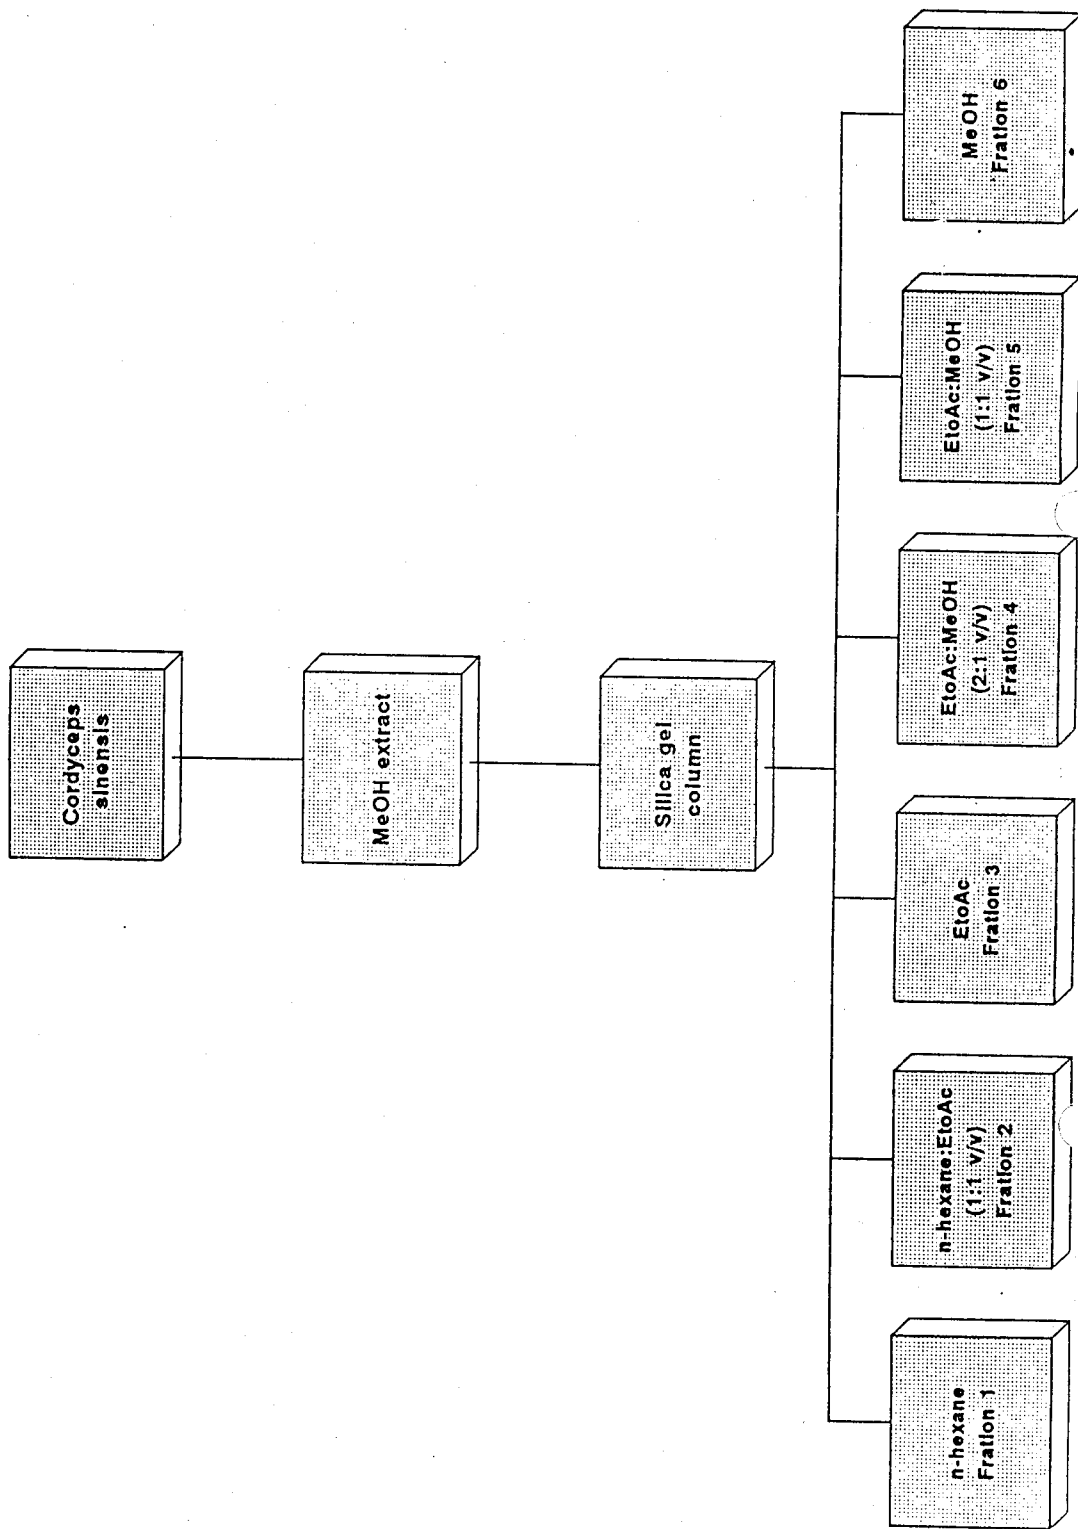 Cordyceps
sinensis
MeOH extract
Silica gel
column
n-hexane
Fration 1
n-hexane:EtoAc
(1:1 v/v)
Fration 2
EtoAc
Fration 3
EtoAc:MeOH
(2:1 v/v)
Fration 4
EtoAc:MeOH
(1:1 v/v)
Fration 5
MeOH
Fration 6